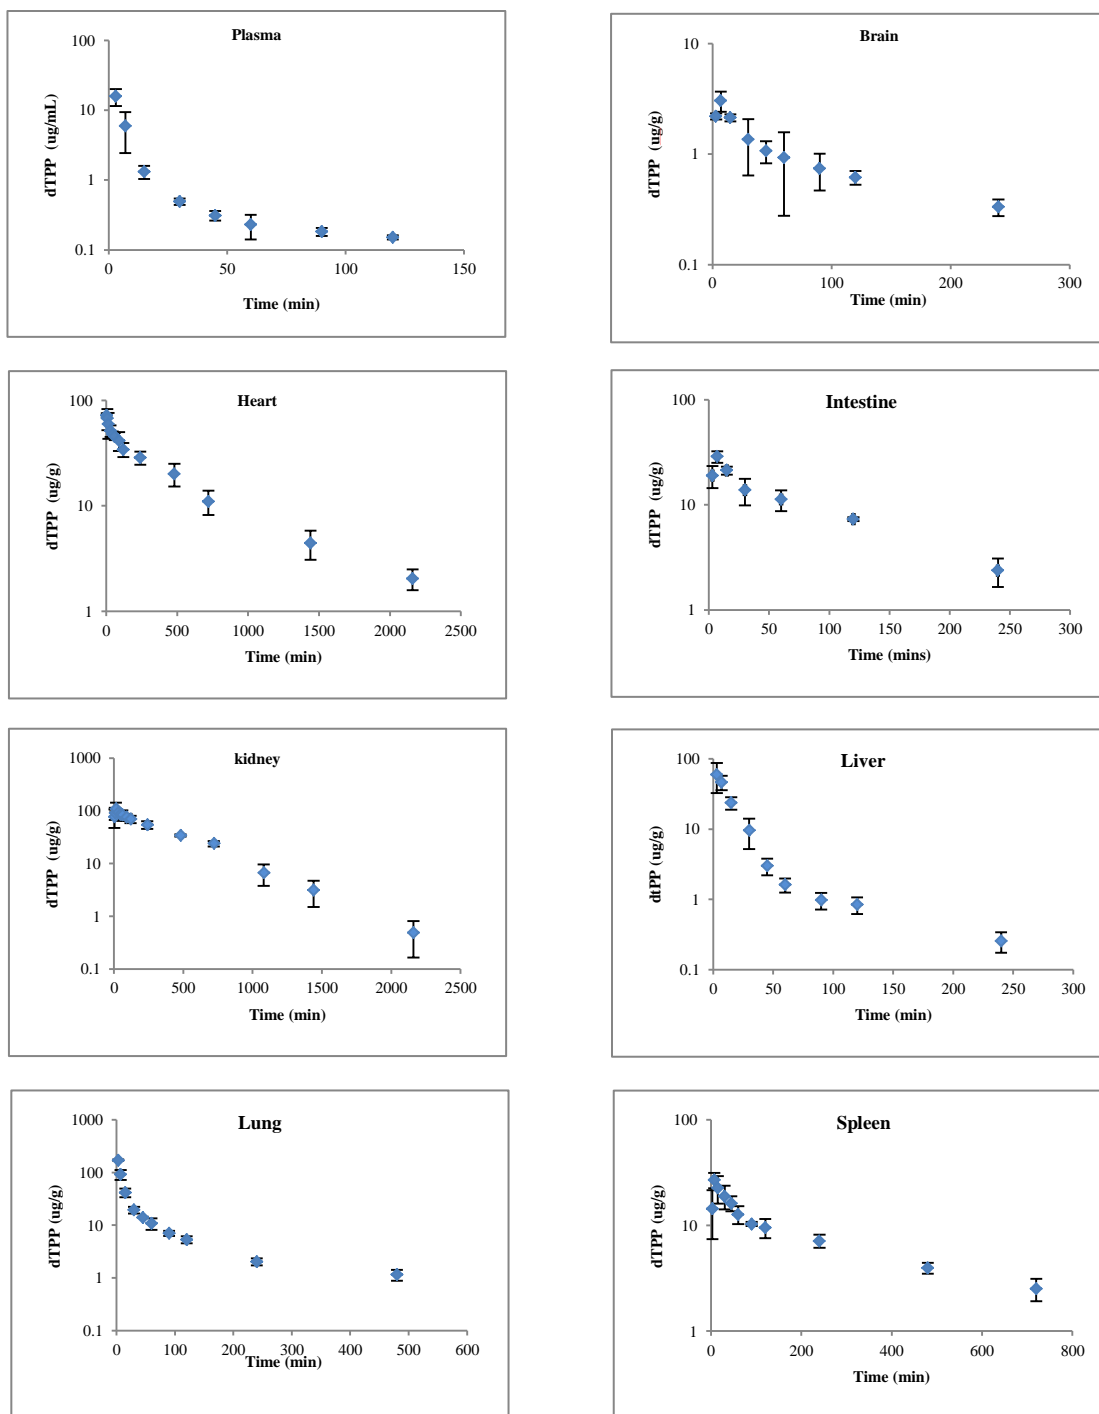 Plasma
100
10
1
0.1
0 50 100 150
dTPP (ug/mL)
Time (min)
Brain
10
1
0.1
0 100 200 300
dTPP (ug/g)
Time (min)
Heart
100
10
1
0 500 1000 1500 2000 2500
dTPP (ug/g)
Time (min)
Intestine
100
10
1
0 50 100 150 200 250 300
dTPP (ug/g)
Time (mins)
kidney
1000
100
10
1
0.1
0 500 1000 1500 2000 2500
dTPP (ug/g)
Time (min)
Liver
100
10
1
0.1
0 50 100 150 200 250 300
dtPP (ug/g)
Time (min)
Lung
1000
100
10
1
0.1
0 100 200 300 400 500 600
dTPP (ug/g)
Time (min)
Spleen
100
10
1
0 200 400 600 800
dTPP (ug/g)
Time (min)